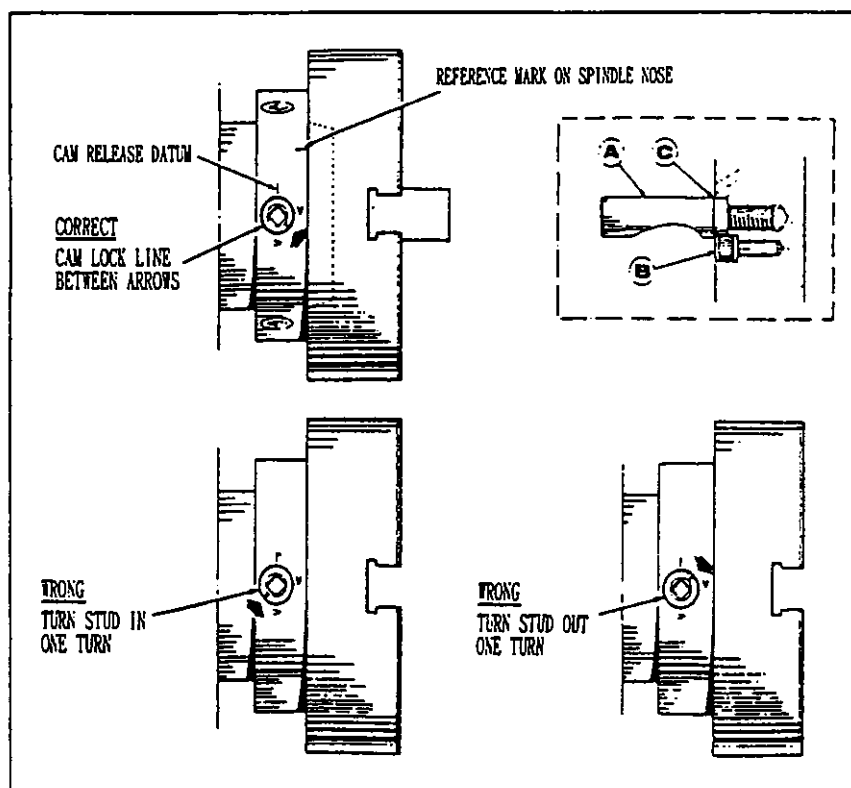 REFERENCE MARK ON SPINDLE NOSE
CAM RELEASE DATUM
CORRECT
CAM LOCK LINE
BETWEEN ARROWS
A
C
B
WRONG
TURN STUD IN
ONE TURN
WRONG
TURN STUD OUT
ONE TURN